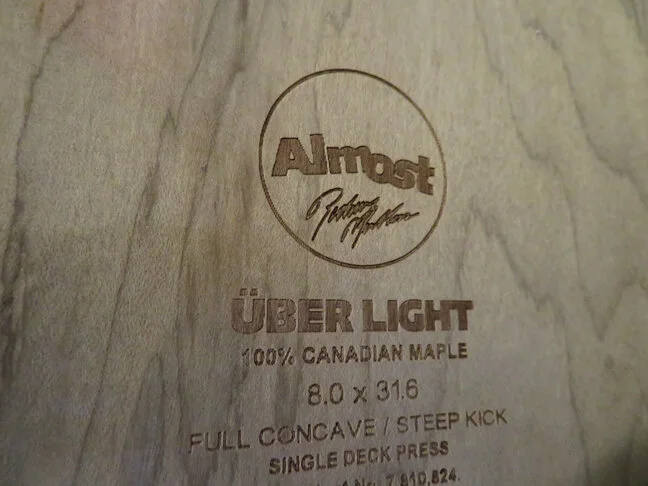 Almost
ÜBER LIGHT
100% CANADIAN MAPLE
8.0 x 31.6
FULL CONCAVE / STEEP KICK
SINGLE DECK PRESS
7,810,824.